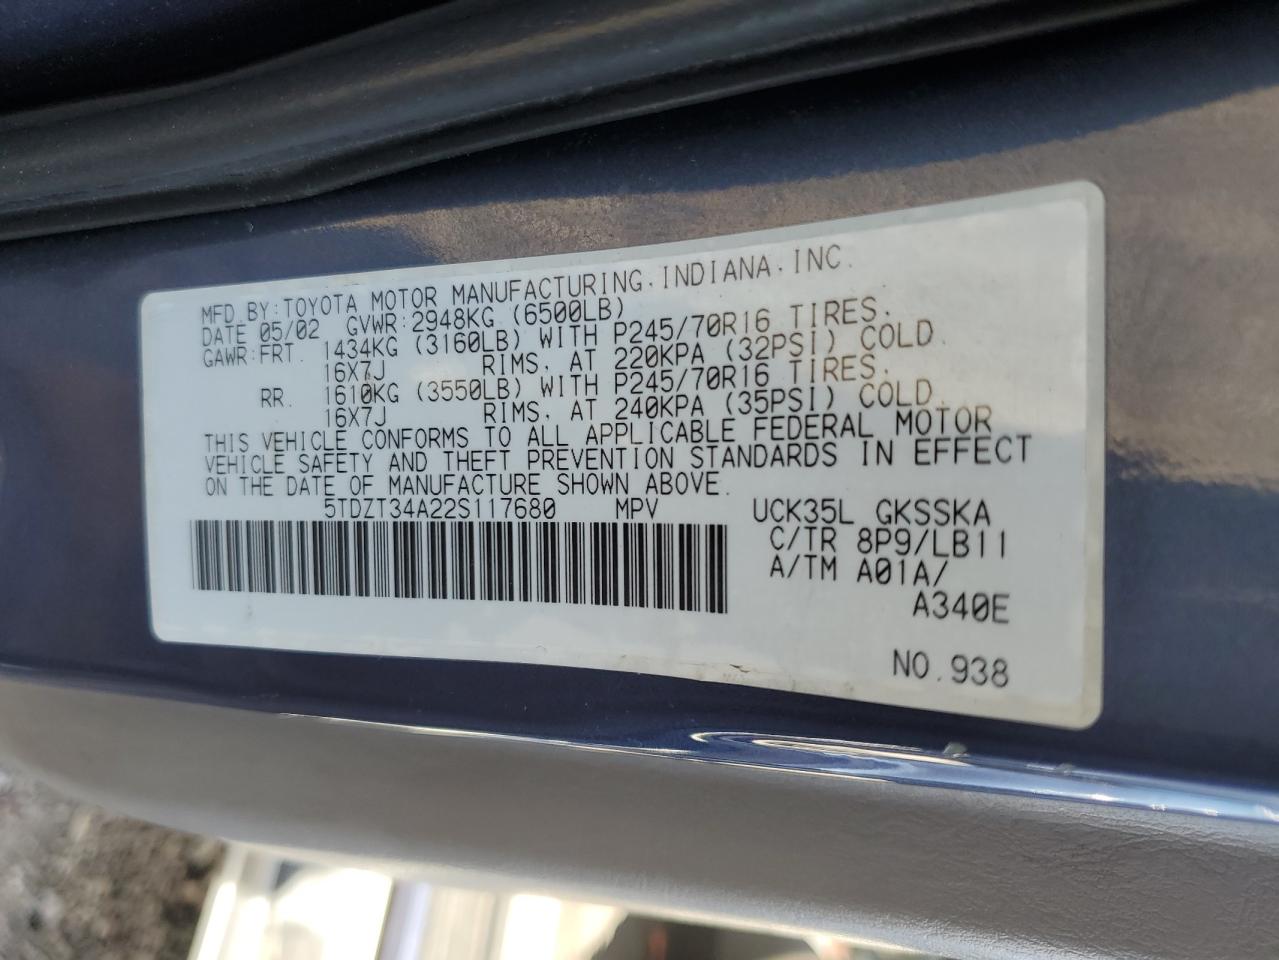 MFD BY: TOYOTA MOTOR MANUFACTURING, INDIANA, INC.
DATE 05/02 GVWR: 2948KG (6500LB)
GAWR: FRT. 1434KG (3160LB) WITH P245/70R16 TIRES.
16X7J RIMS, AT 220KPA (32PSI) COLD.
RR. 1610KG (3550LB) WITH P245/70R16 TIRES.
16X7J RIMS, AT 240KPA (35PSI) COLD.
THIS VEHICLE CONFORMS TO ALL APPLICABLE FEDERAL MOTOR
VEHICLE SAFETY AND THEFT PREVENTION STANDARDS IN EFFECT
ON THE DATE OF MANUFACTURE SHOWN ABOVE.
5TDZT34A22S117680 MPV UCK35L GKSSKA
C/TR 8P9/LB11
A/TM A01A/
A340E
NO. 938